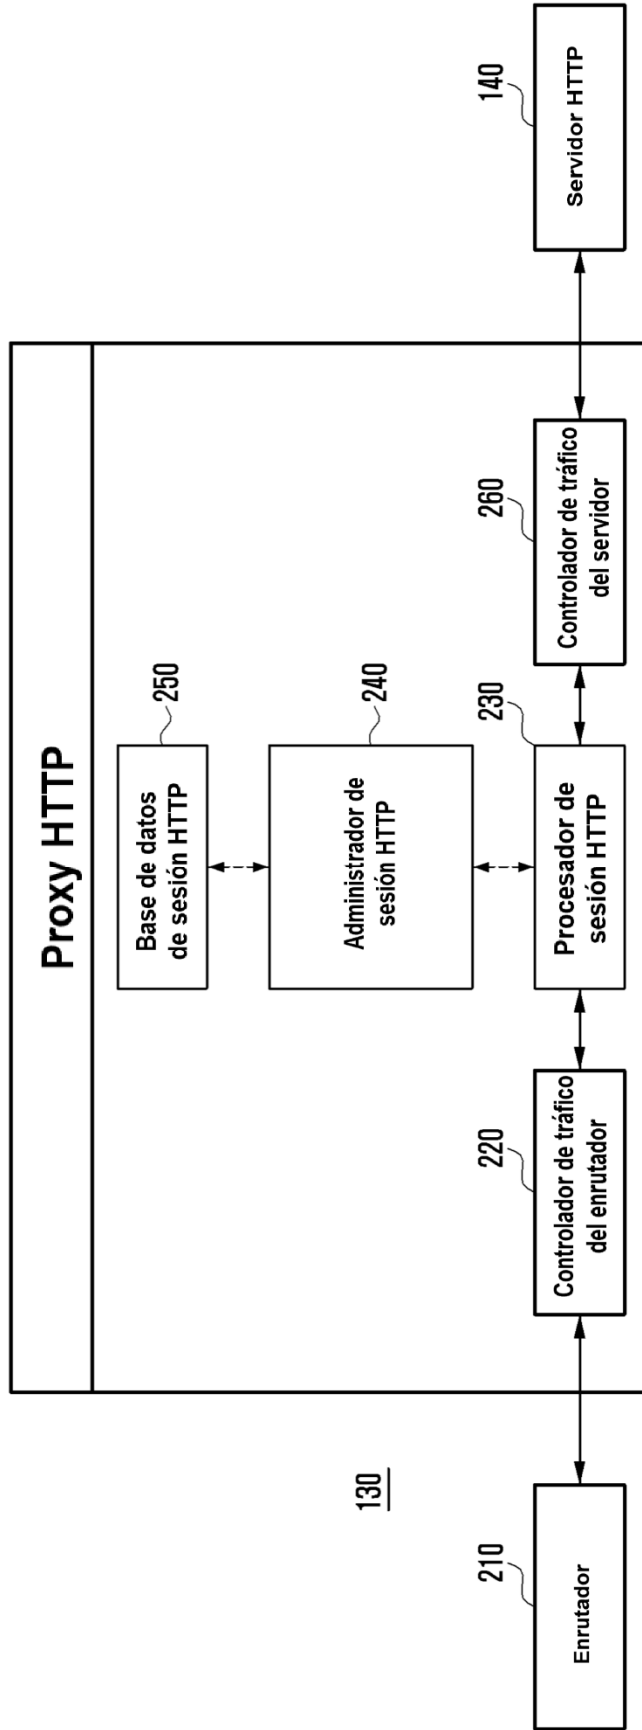 Proxy HTTP
Base de datos
de sesión HTTP
250
Administrador de
sesión HTTP
240
130
210
Enrutador
220
Controlador de tráfico
del enrutador
230
Procesador de
sesión HTTP
260
Controlador de tráfico
del servidor
140
Servidor HTTP